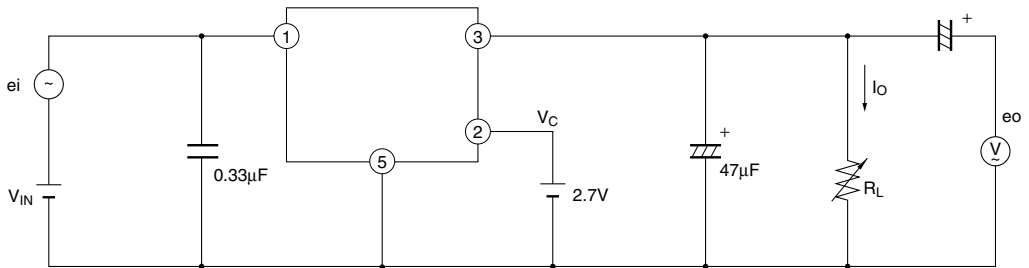 +
1
3
ei
~
IO
VC
eo
2
+
V
~
5
0.33µF
47µF
RL
VIN
2.7V